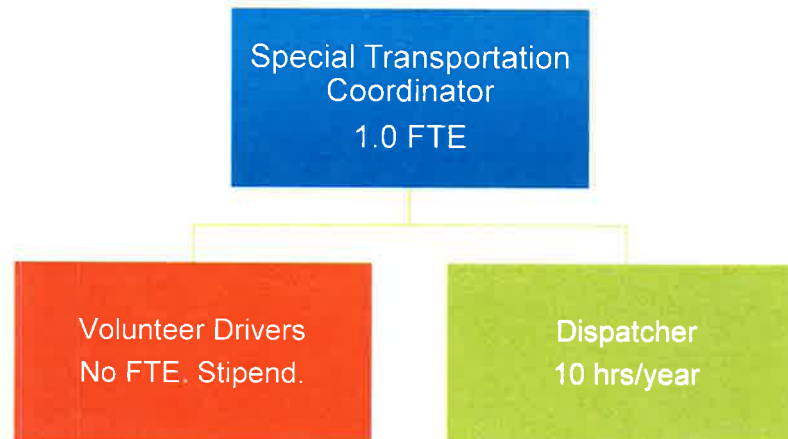 Special Transportation
Coordinator
1.0 FTE
Volunteer Drivers
No FTE. Stipend.
Dispatcher
10 hrs/year